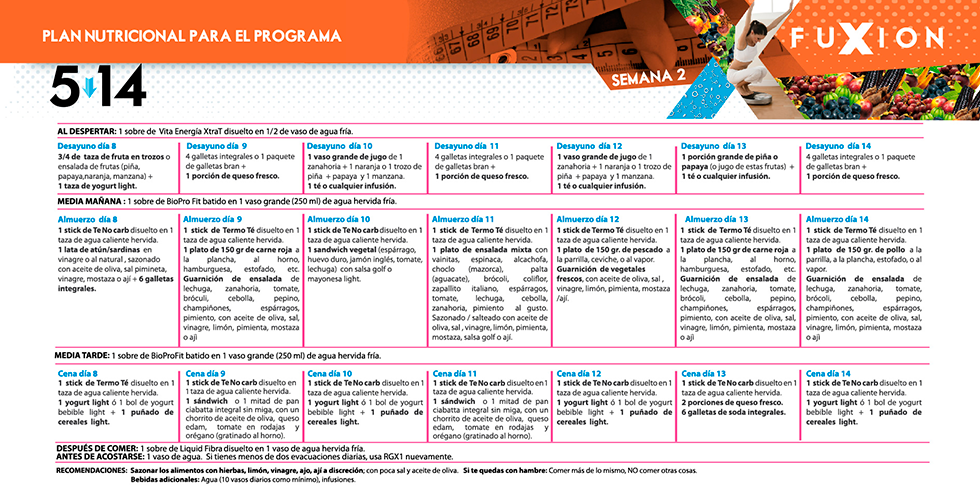 PLAN NUTRICIONAL PARA EL PROGRAMA
FUXION
SEMANA 2
5 14
AL DESPERTAR: 1 sobre de Vita Energía XtraT disuelto en 1/2 de vaso de agua fría.
Desayuno día 8
3/4 de taza de fruta en trozos o
ensalada de frutas (piña,
papaya,naranja, manzana) +
1 taza de yogurt light.
Desayuno día 9
4 galletas integrales o 1 paquete
de galletas bran +
1 porción de queso fresco.
Desayuno día 10
1 vaso grande de jugo de 1
zanahoria + 1 naranja o 1 trozo de
piña + papaya y 1 manzana.
1 té o cualquier infusión.
Desayuno día 11
4 galletas integrales o 1 paquete
de galletas bran +
1 porción de queso fresco.
Desayuno día 12
1 vaso grande de jugo de 1
zanahoria + 1 naranja o 1 trozo de
piña + papaya y 1 manzana.
1 té o cualquier infusión.
Desayuno día 13
1 porción grande de piña o
papaya (o jugo de estas frutas) +
1 té o cualquier infusión.
Desayuno día 14
4 galletas integrales o 1 paquete
de galletas bran +
1 porción de queso fresco.
MEDIA MAÑANA : 1 sobre de BioPro Fit batido en 1 vaso grande (250 ml) de agua hervida fría.
Almuerzo día 8
1 stick de Te No carb disuelto en 1
taza de agua caliente hervida.
1 lata de atún/sardinas en
vinagre o al natural , sazonado
con aceite de oliva, sal pimineta,
vinagre, mostaza o ají + 6 galletas
integrales.
Almuerzo día 9
1 stick de Termo Té disuelto en 1
taza de agua caliente hervida.
1 plato de 150 gr de carne roja a
la plancha, al horno,
hamburguesa, estofado, etc.
Guarnición de ensalada de
lechuga, zanahoria, tomate,
bróculi, cebolla, pepino,
champiñones, espárragos,
pimiento, con aceite de oliva, sal,
vinagre, limón, pimienta, mostaza
o ajì
Almuerzo día 10
1 stick de Te No carb disuelto en 1
taza de agua caliente hervida.
1 sandwich vegetal (espárrago,
huevo duro, jamón inglés, tomate,
lechuga) con salsa golf o
mayonesa light.
Almuerzo día 11
1 stick de Termo Té disuelto en 1
taza de agua caliente hervida.
1 plato de ensalada mixta con
vainitas, espinaca, alcachofa,
choclo (mazorca), palta
(aguacate), brócoli, coliflor,
zapallito italiano, espárragos,
tomate, lechuga, cebolla,
zanahoria, pimiento al gusto.
Sazonado / salteado con aceite de
oliva, sal , vinagre, limón, pimienta,
mostaza, salsa golf o ají.
Almuerzo día 12
1 stick de Termo Té disuelto en 1
taza de agua caliente hervida.
1 plato de 150 gr. de pescado a
la parrilla, ceviche, o al vapor.
Guarnición de vegetales
frescos, con aceite de oliva, sal ,
vinagre, limón, pimienta, mostaza
/ají.
Almuerzo día 13
1 stick de Termo Té disuelto en 1
taza de agua caliente hervida.
1 plato de 150 gr de carne roja a
la plancha, al horno,
hamburguesa, estofado, etc.
Guarnición de ensalada de
lechuga, zanahoria, tomate,
brócoli, cebolla, pepino,
champiñones, espárragos,
pimiento, con aceite de oliva, sal,
vinagre, limón, pimienta, mostaza
o ajì
Almuerzo día 14
1 stick de Termo Té disuelto en 1
taza de agua caliente hervida.
1 plato de 150 gr. de pollo a la
parrilla, a la plancha, estofado, o al
vapor.
Guarnición de ensalada de
lechuga, zanahoria, tomate,
brócoli, cebolla, pepino,
champiñones, espárragos,
pimiento, con aceite de oliva, sal,
vinagre, limón, pimienta, mostaza
o ajì
MEDIA TARDE: 1 sobre de BioProFit batido en 1 vaso grande (250 ml) de agua hervida fría.
Cena día 8
1 stick de Termo Té disuelto en 1
taza de agua caliente hervida.
1 yogurt light ó 1 bol de yogurt
bebible light + 1 puñado de
cereales light.
Cena día 9
1 stick de Te No carb disuelto en
1 taza de agua caliente hervida.
1 sándwich o 1 mitad de pan
ciabatta integral sin miga, con un
chorrito de aceite de oliva, queso
edam, tomate en rodajas y
orégano (gratinado al horno).
Cena día 10
1 stick de Te No carb disuelto en 1
taza de agua caliente hervida.
1 yogurt light ó 1 bol de yogurt
bebible light + 1 puñado de
cereales light.
Cena día 11
1 stick de Te No carb disuelto en1
taza de agua caliente hervida.
1 sándwich o 1 mitad de pan
ciabatta integral sin miga, con un
chorrito de aceite de oliva, queso
edam, tomate en rodajas y
orégano (gratinado al horno).
Cena día 12
1 stick de Te No carb disuelto en 1
taza de agua caliente hervida.
1 yogurt light ó 1 bol de yogurt
bebible light + 1 puñado de
cereales light.
Cena día 13
1 stick de Te No carb disuelto en 1
taza de agua caliente hervida.
2 porciones de queso fresco.
6 galletas de soda integrales.
Cena día 14
1 stick de Te No carb disuelto en 1
taza de agua caliente hervida.
1 yogurt light ó 1 bol de yogurt
bebible light + 1 puñado de
cereales light.
DESPUÉS DE COMER: 1 sobre de Liquid Fibra disuelto en 1 vaso de agua hervida fría.
ANTES DE ACOSTARSE: 1 vaso de agua. Si tienes menos de dos evacuaciones diarias, usa RGX1 nuevamente.
RECOMENDACIONES: Sazonar los alimentos con hierbas, limón, vinagre, ajo, ají a discreción; con poca sal y aceite de oliva. Si te quedas con hambre: Comer más de lo mismo, NO comer otras cosas.
Bebidas adicionales: Agua (10 vasos diarios como mínimo), infusiones.